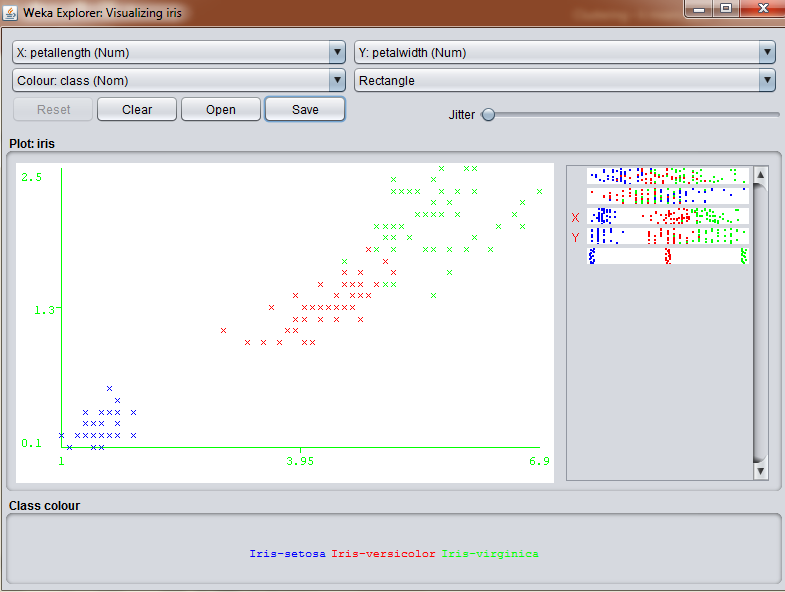 Weka Explorer: Visualizing iris
X: petallength (Num)
Y: petalwidth (Num)
Colour: class (Nom)
Rectangle
Reset
Clear
Open
Save
Jitter
Plot: iris
2.5
X
Y
1.3
0.1
1
3.95
6.9
Class colour
Iris-setosa Iris-versicolor Iris-virginica